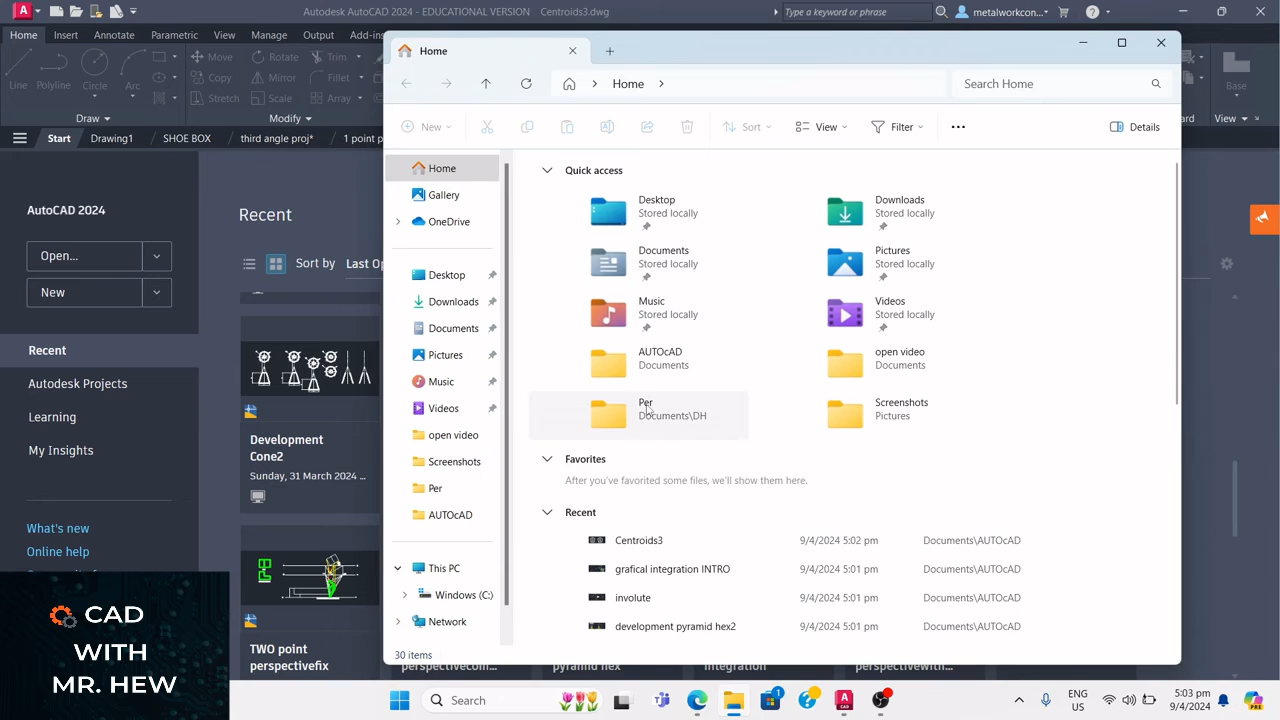 Autodesk AutoCAD 2024 - EDUCATIONAL VERSION Centroids3.dwg
Type a keyword or phrase
metalworkcon...
Home Insert Annotate Parametric View Manage Output Add-ins
Line Polyline Circle Arc
Move Rotate Trim
Copy Mirror Fillet
Stretch Scale Array
Draw
Modify
Base
View
Start Drawing1 SHOE BOX third angle proj* 1 point p
AutoCAD 2024
Open...
New
Recent
Autodesk Projects
Learning
My Insights
What's new
Online help
Recent
Sort by Last Op
Development
Cone2
Sunday, 31 March 2024 ...
TWO point
perspectivefix
Home
Home
Search Home
New
Sort
View
Filter
Details
Home
Gallery
OneDrive
Desktop
Downloads
Documents
Pictures
Music
Videos
open video
Screenshots
Per
AUTOcAD
This PC
Windows (C:)
Network
Quick access
Desktop
Stored locally
Downloads
Stored locally
Documents
Stored locally
Pictures
Stored locally
Music
Stored locally
Videos
Stored locally
AUTOcAD
Documents
open video
Documents
Per
Documents\DH
Screenshots
Pictures
Favorites
After you've favorited some files, we'll show them here.
Recent
Centroids3 9/4/2024 5:02 pm Documents\AUTOcAD
grafical integration INTRO 9/4/2024 5:01 pm Documents\AUTOcAD
involute 9/4/2024 5:01 pm Documents\AUTOcAD
development pyramid hex2 9/4/2024 5:01 pm Documents\AUTOcAD
30 items
CAD
WITH
MR. HEW
Search
ENG
US
5:03 pm
9/4/2024